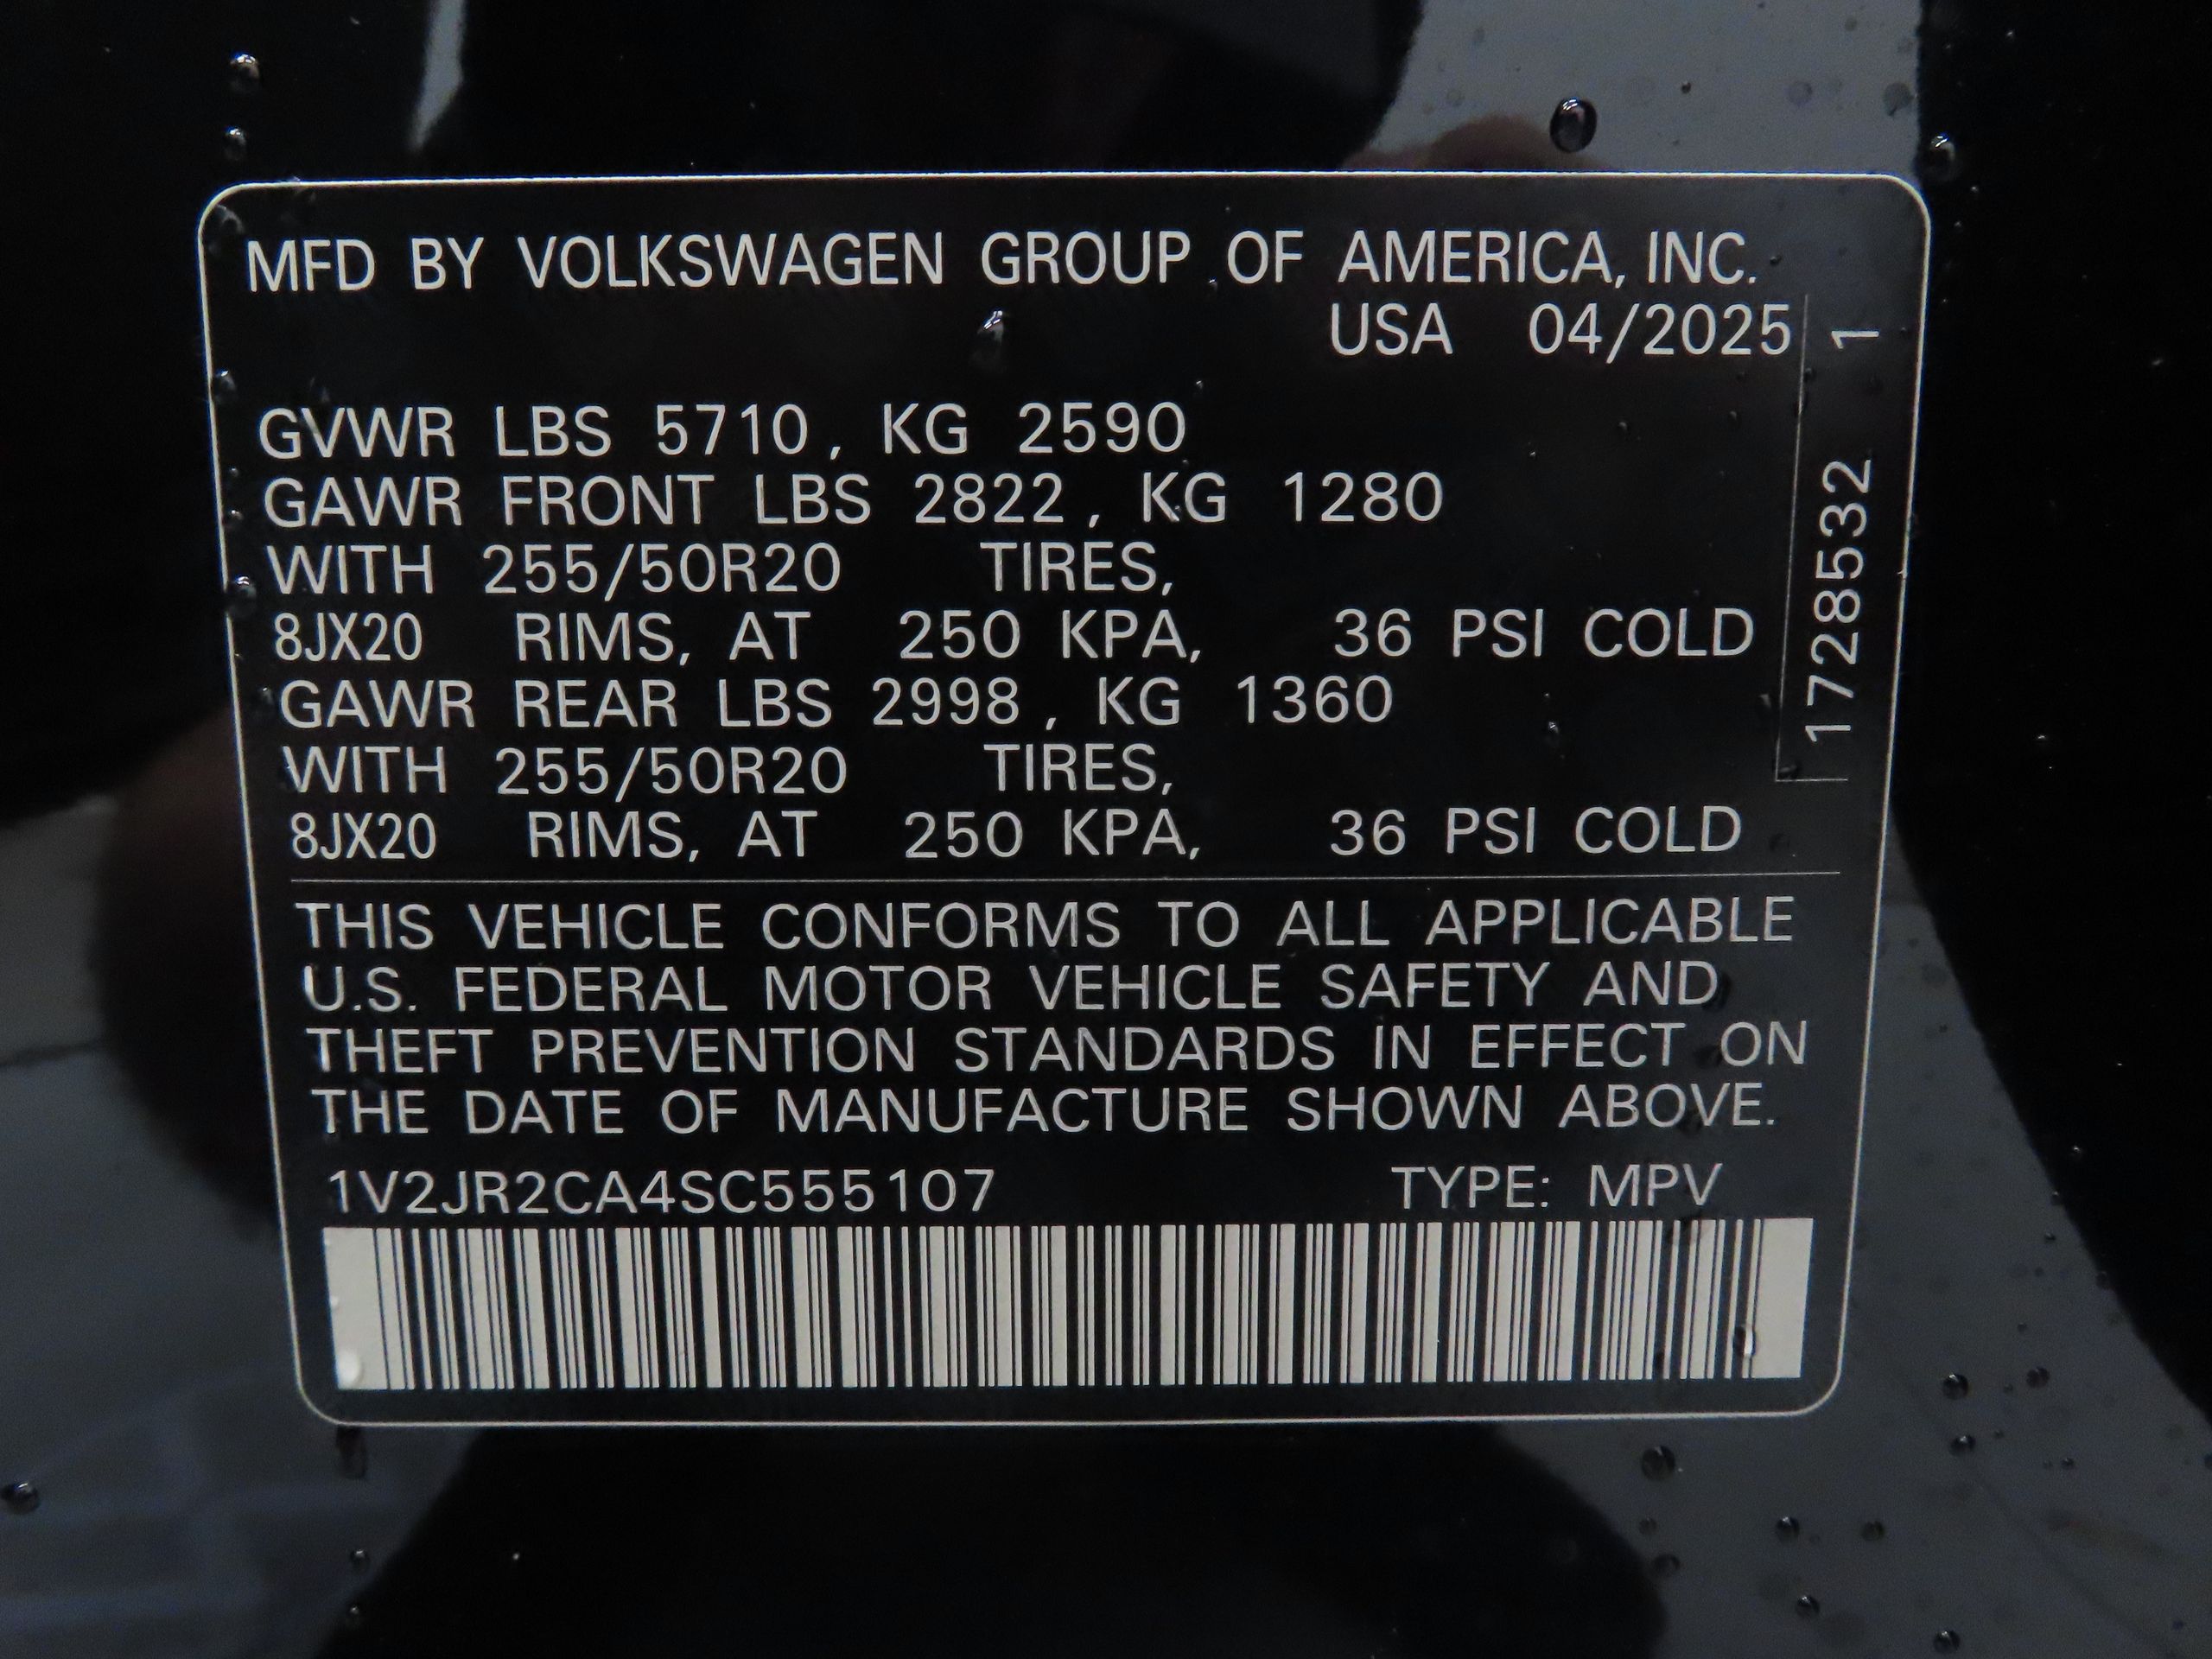 MFD BY VOLKSWAGEN GROUP OF AMERICA, INC.
USA 04/2025
GVWR LBS 5710, KG 2590
GAWR FRONT LBS 2822, KG 1280
WITH 255/50R20 TIRES,
8JX20 RIMS, AT 250 KPA, 36 PSI COLD
GAWR REAR LBS 2998, KG 1360
WITH 255/50R20 TIRES,
8JX20 RIMS, AT 250 KPA, 36 PSI COLD
1728532 1
THIS VEHICLE CONFORMS TO ALL APPLICABLE
U.S. FEDERAL MOTOR VEHICLE SAFETY AND
THEFT PREVENTION STANDARDS IN EFFECT ON
THE DATE OF MANUFACTURE SHOWN ABOVE.
1V2JR2CA4SC555107 TYPE: MPV